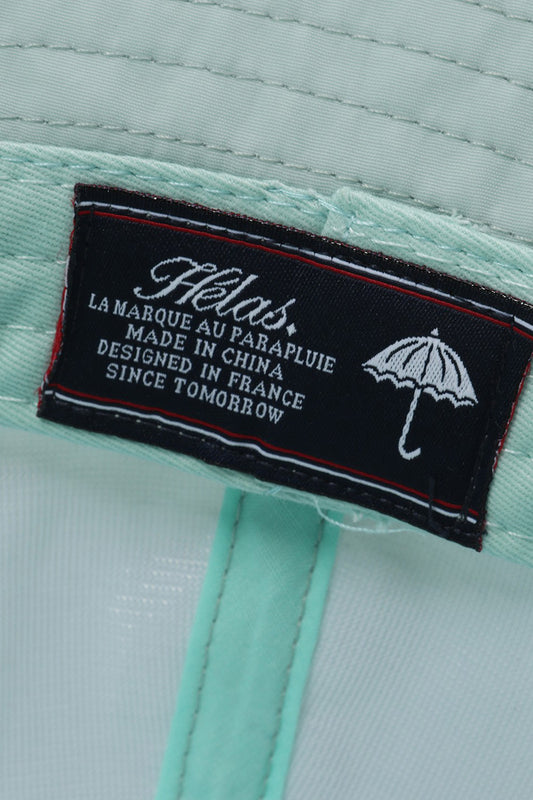 Hélas.
LA MARQUE AU PARAPLUIE
MADE IN CHINA
DESIGNED IN FRANCE
SINCE TOMORROW